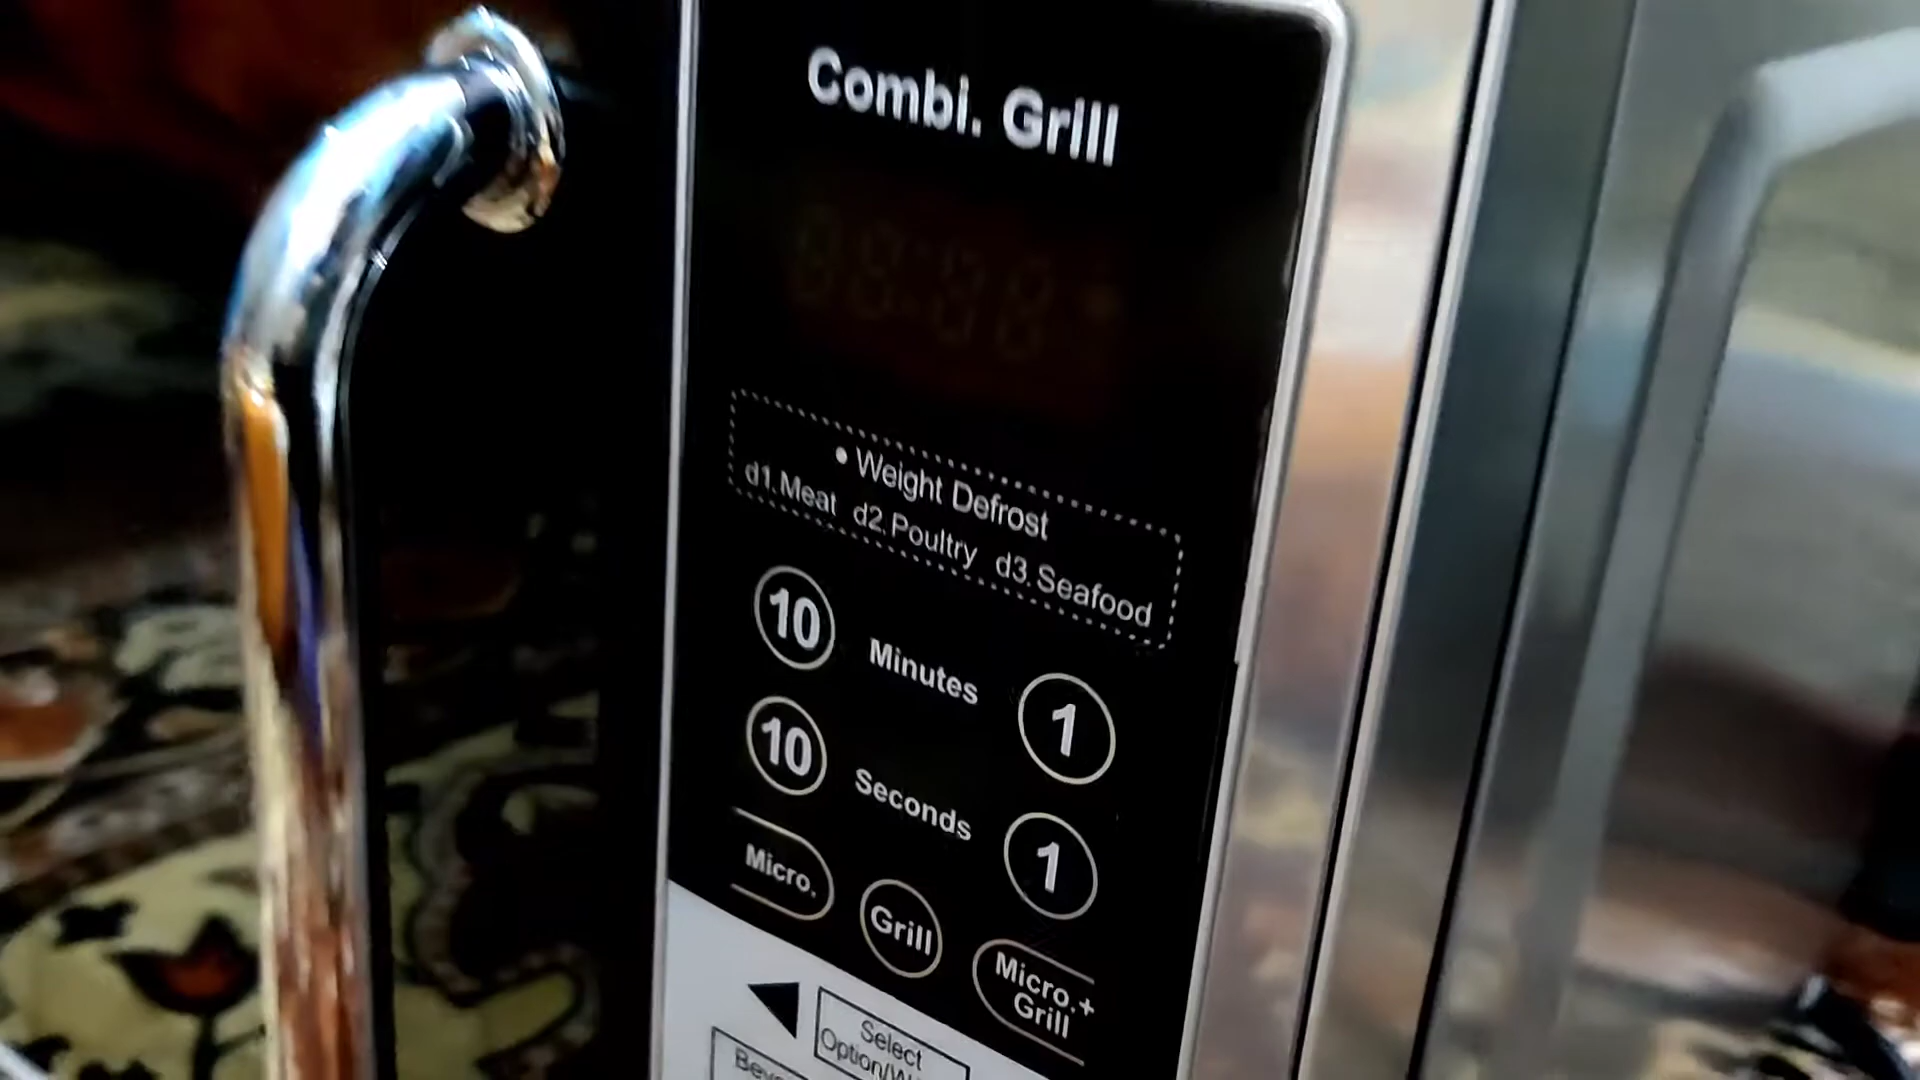 Combi. Grill
• Weight Defrost
d1.Meat d2.Poultry d3.Seafood
10 Minutes 1
10 Seconds 1
Micro. Grill Micro.+
Grill
Select